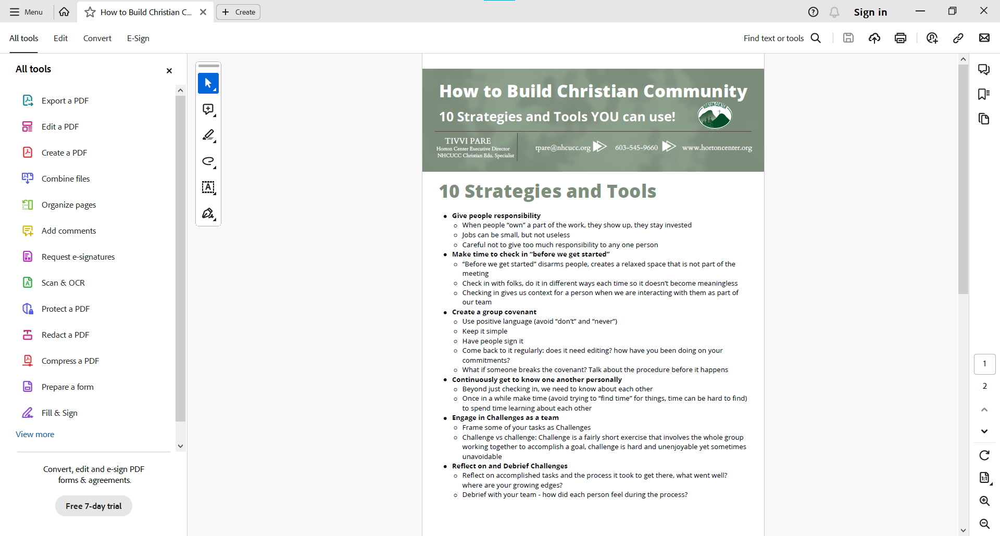 Menu
How to Build Christian C...
Create
Sign in
All tools
Edit
Convert
E-Sign
Find text or tools
All tools
Export a PDF
Edit a PDF
Create a PDF
Combine files
Organize pages
Add comments
Request e-signatures
Scan & OCR
Protect a PDF
Redact a PDF
Compress a PDF
Prepare a form
Fill & Sign
View more
Convert, edit and e-sign PDF
forms & agreements.
Free 7-day trial
How to Build Christian Community
10 Strategies and Tools YOU can use!
HORTON CENTER
TIVVI PARE
Horton Center Executive Director
NHCUCC Christian Edu. Specialist
tpare@nhcucc.org
603-545-9660
www.hortoncenter.org
10 Strategies and Tools
• Give people responsibility
◦ When people “own” a part of the work, they show up, they stay invested
◦ Jobs can be small, but not useless
◦ Careful not to give too much responsibility to any one person
• Make time to check in “before we get started”
◦ “Before we get started” disarms people, creates a relaxed space that is not part of the
meeting
◦ Check in with folks, do it in different ways each time so it doesn’t become meaningless
◦ Checking in gives us context for a person when we are interacting with them as part of
our team
• Create a group covenant
◦ Use positive language (avoid “don’t” and “never”)
◦ Keep it simple
◦ Have people sign it
◦ Come back to it regularly: does it need editing? how have you been doing on your
commitments?
◦ What if someone breaks the covenant? Talk about the procedure before it happens
• Continuously get to know one another personally
◦ Beyond just checking in, we need to know about each other
◦ Once in a while make time (avoid trying to “find time” for things, time can be hard to find)
to spend time learning about each other
• Engage in Challenges as a team
◦ Frame some of your tasks as Challenges
◦ Challenge vs challenge: Challenge is a fairly short exercise that involves the whole group
working together to accomplish a goal, challenge is hard and unenjoyable yet sometimes
unavoidable
• Reflect on and Debrief Challenges
◦ Reflect on accomplished tasks and the process it took to get there, what went well?
where are your growing edges?
◦ Debrief with your team - how did each person feel during the process?
1
2